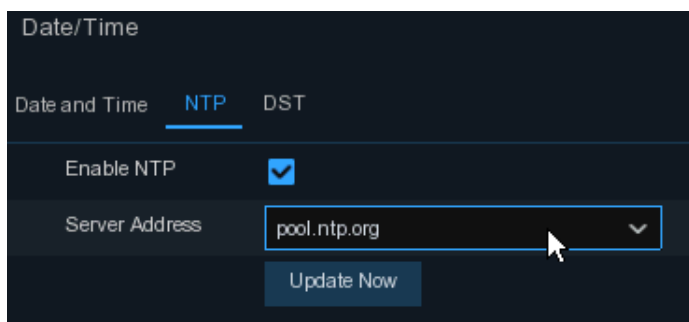 Date/Time
Date and Time NTP DST
Enable NTP
Server Address pool.ntp.org
Update Now